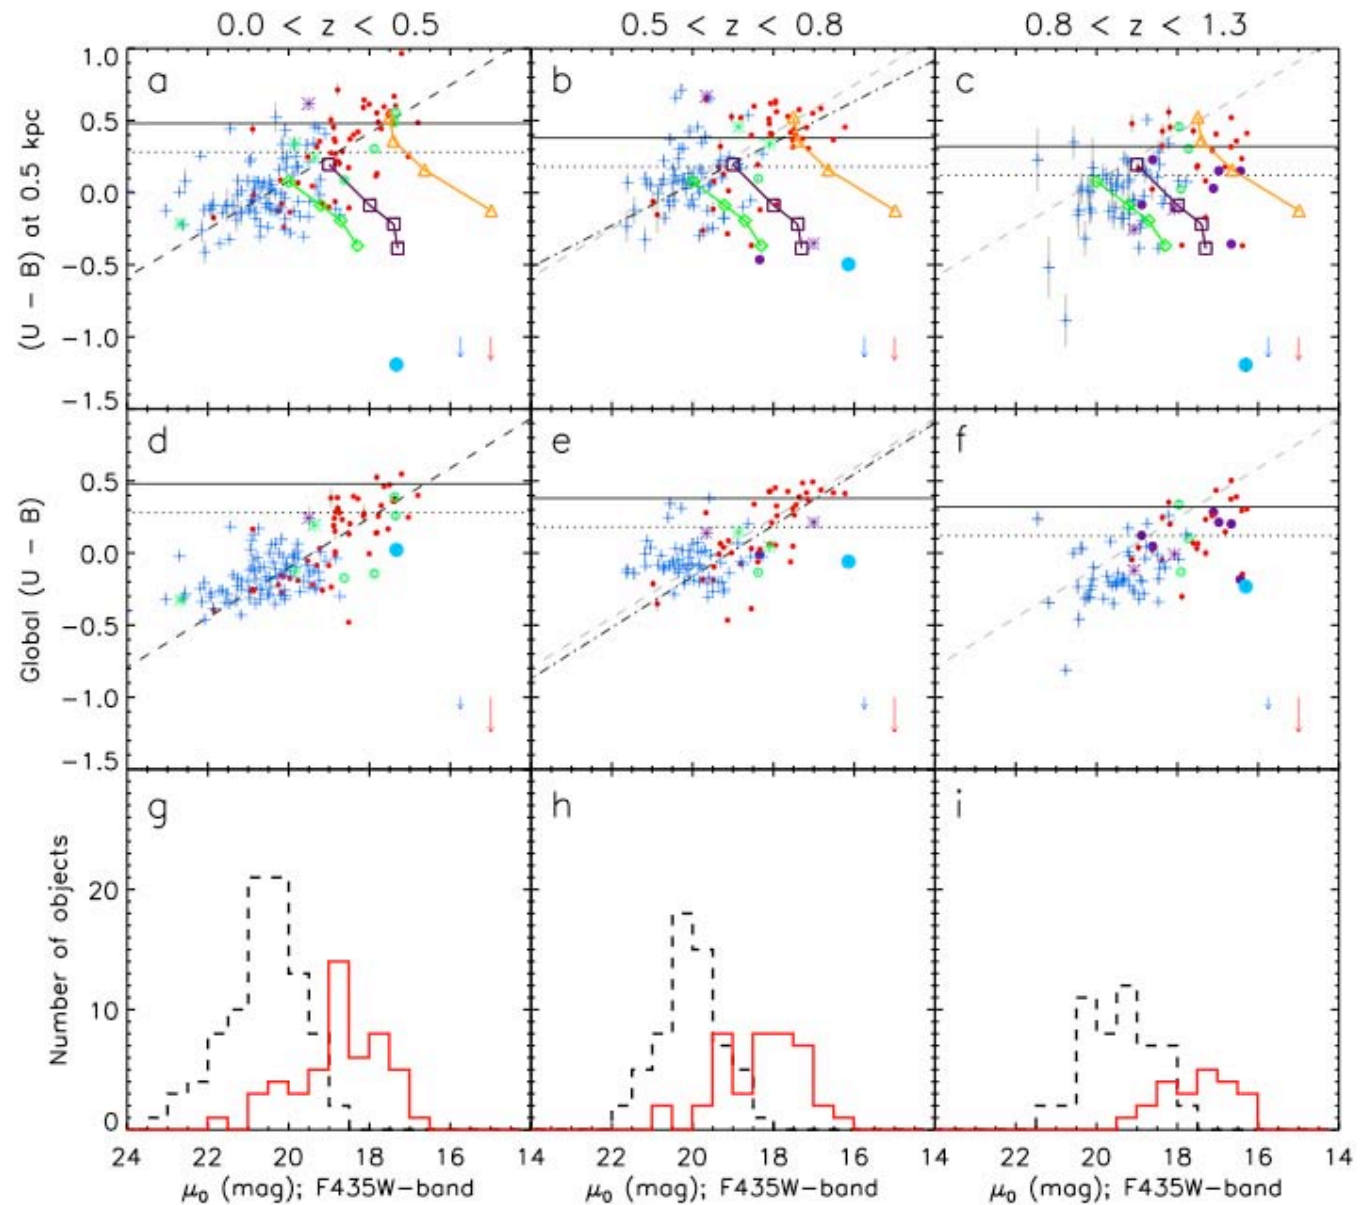 0.0 < z < 0.5
0.5 < z < 0.8
0.8 < z < 1.3
(U − B) at 0.5 kpc
1.0
0.5
0.0
−0.5
−1.0
−1.5
a
b
c
Global (U − B)
0.5
0.0
−0.5
−1.0
−1.5
d
e
f
Number of objects
20
10
0
g
h
i
24 22 20 18 16
22 20 18 16
22 20 18 16 14
μ₀ (mag); F435W−band
μ₀ (mag); F435W−band
μ₀ (mag); F435W−band